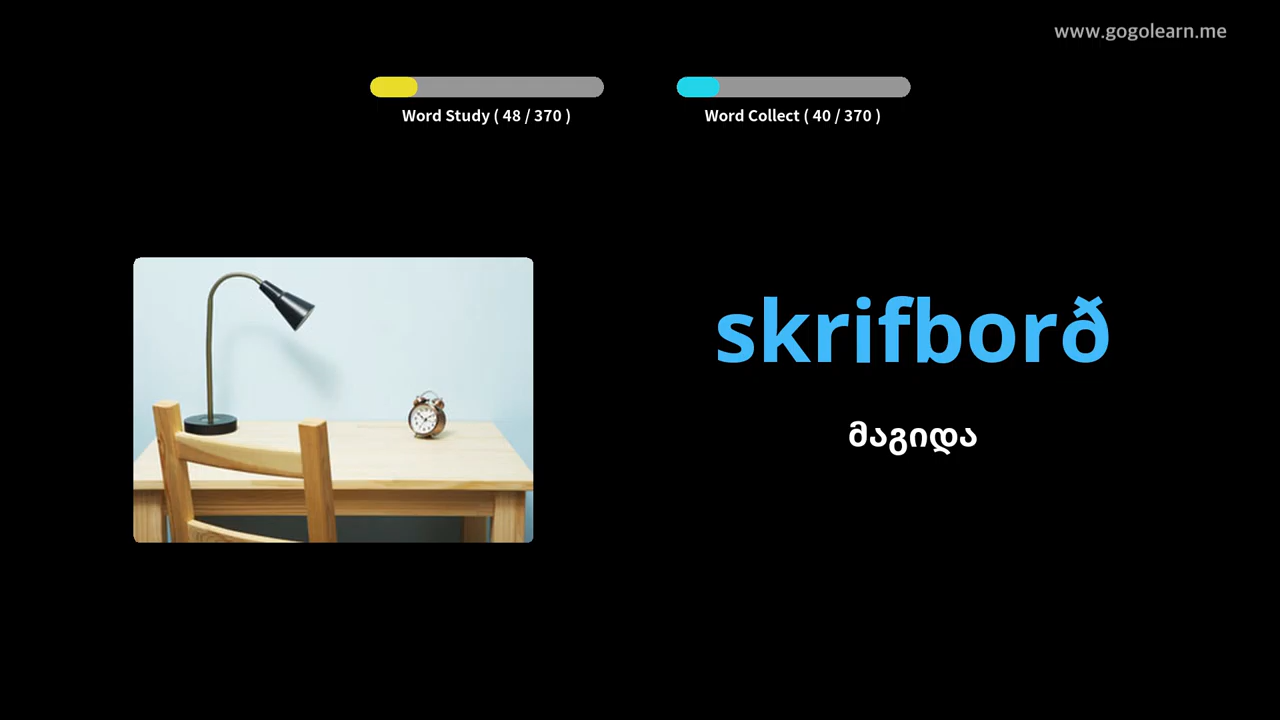 www.gogolearn.me
Word Study ( 48 / 370 )
Word Collect ( 40 / 370 )
skrifborð
მაგიდა